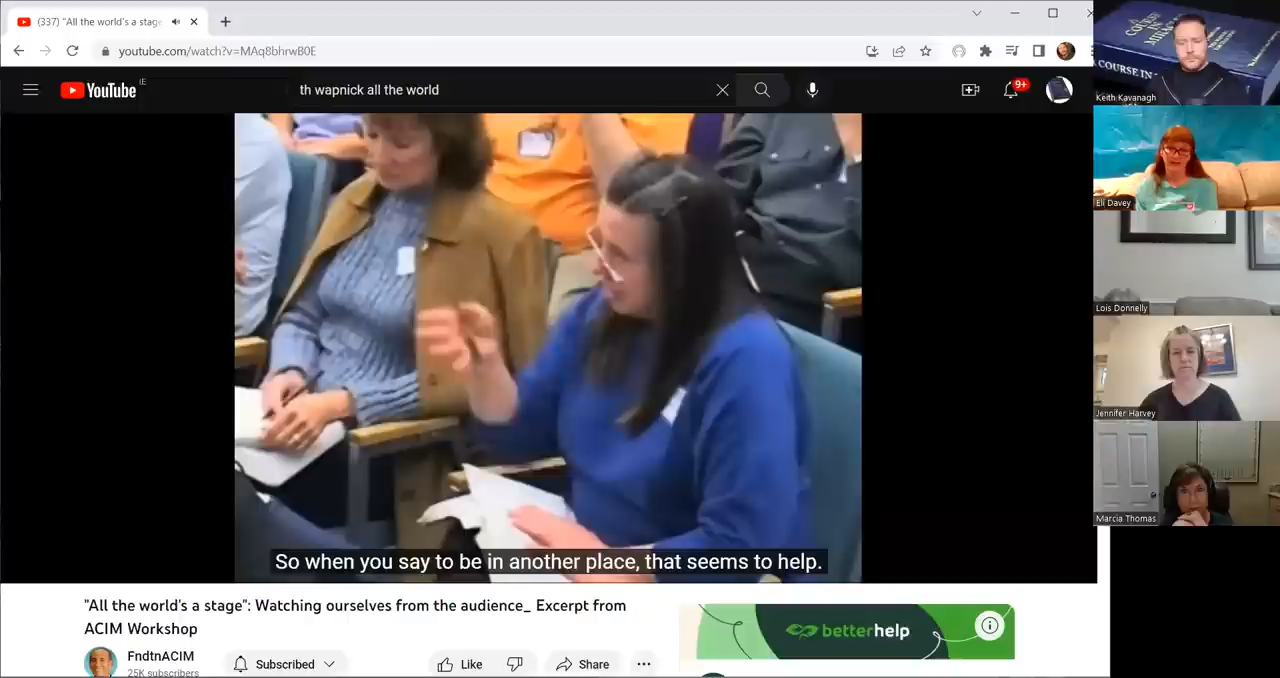 (337) "All the world's a stage
youtube.com/watch?v=MAq8bhrwB0E
YouTube
IE
th wapnick all the world
9+
So when you say to be in another place, that seems to help.
"All the world's a stage": Watching ourselves from the audience_ Excerpt from
ACIM Workshop
FndtnACIM
25K subscribers
Subscribed
Like
Share
betterhelp
A COURSE IN
Keith Kavanagh
Eli Davey
Lois Donnelly
Jennifer Harvey
Marcia Thomas